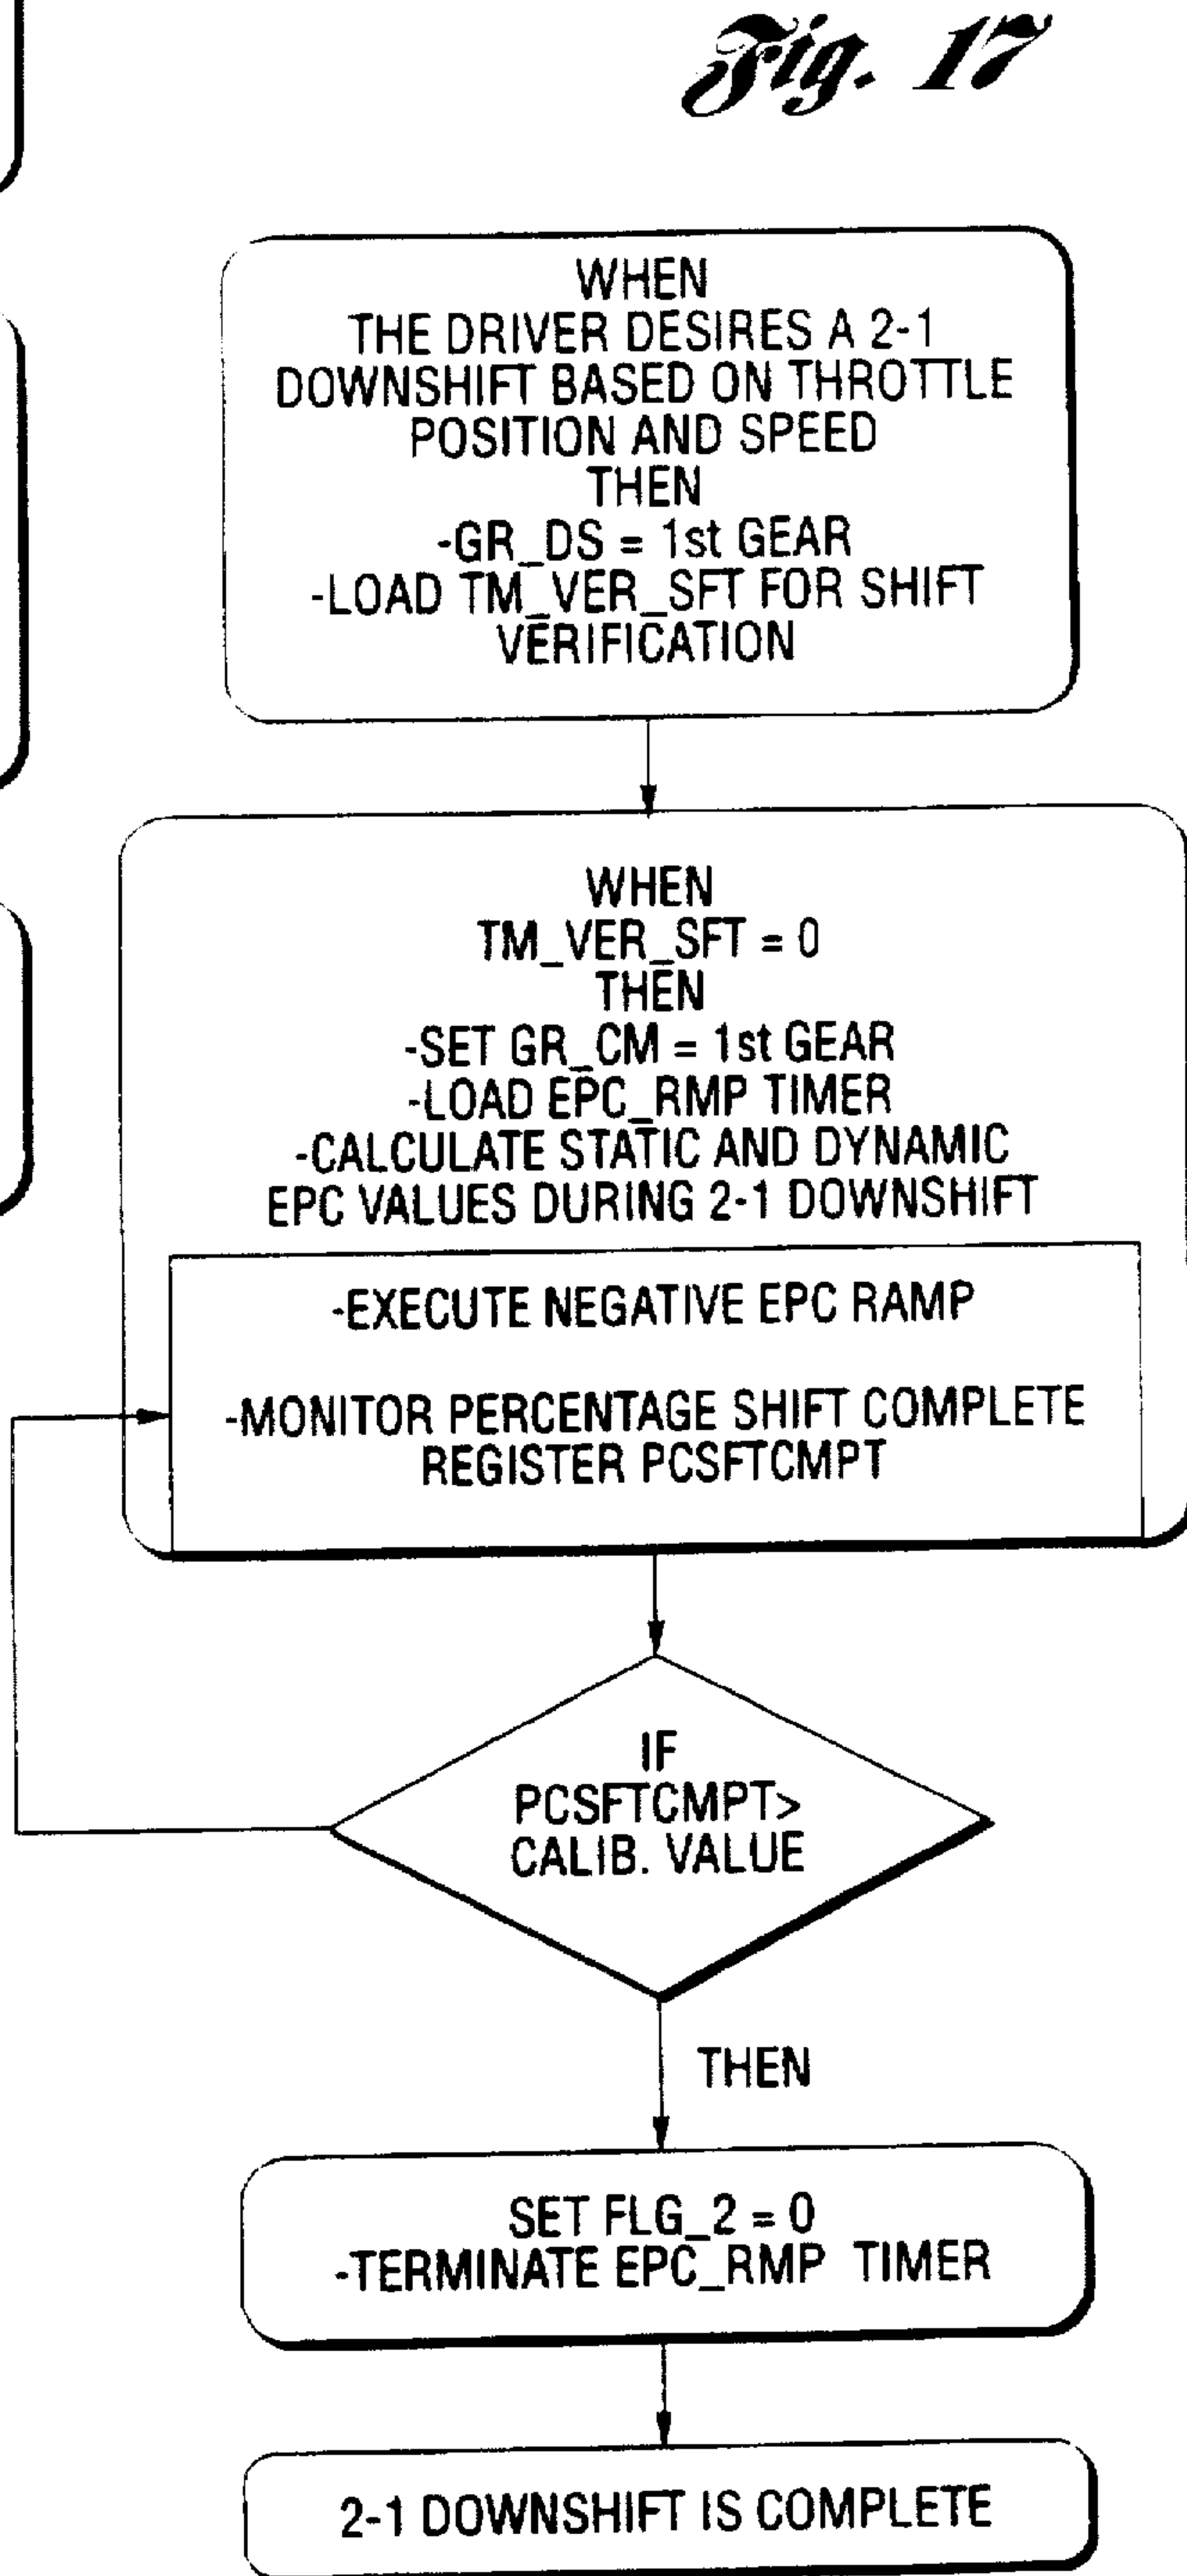 Fig. 17
WHEN
THE DRIVER DESIRES A 2-1
DOWNSHIFT BASED ON THROTTLE
POSITION AND SPEED
THEN
-GR_DS = 1st GEAR
-LOAD TM_VER_SFT FOR SHIFT
VERIFICATION
WHEN
TM_VER_SFT = 0
THEN
-SET GR_CM = 1st GEAR
-LOAD EPC_RMP TIMER
-CALCULATE STATIC AND DYNAMIC
EPC VALUES DURING 2-1 DOWNSHIFT
-EXECUTE NEGATIVE EPC RAMP
-MONITOR PERCENTAGE SHIFT COMPLETE
REGISTER PCSFTCMPT
IF
PCSFTCMPT>
CALIB. VALUE
THEN
SET FLG_2 = 0
-TERMINATE EPC_RMP TIMER
2-1 DOWNSHIFT IS COMPLETE